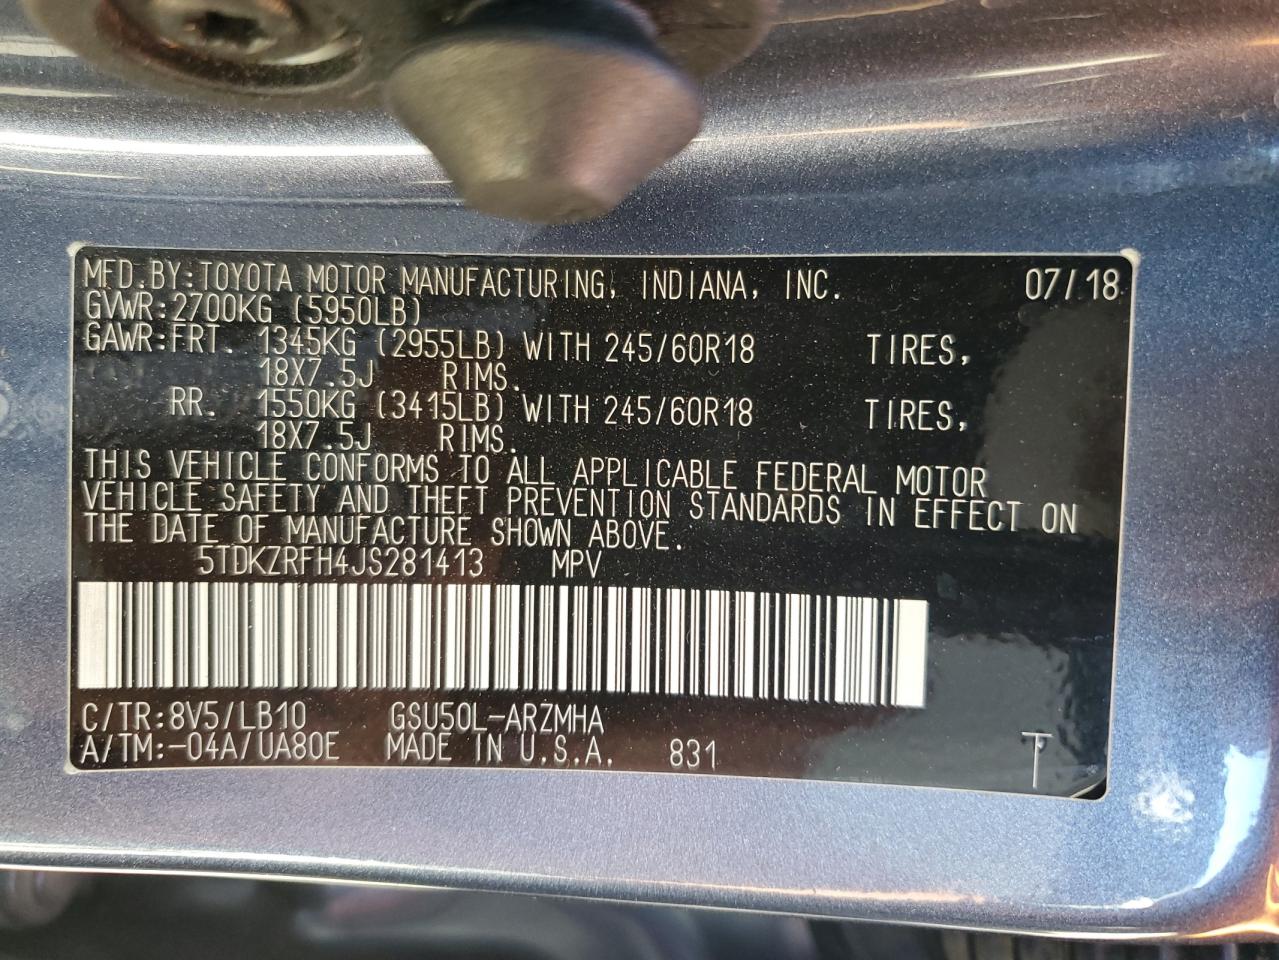 MFD.BY:TOYOTA MOTOR MANUFACTURING, INDIANA, INC. 07/18
GVWR:2700KG (5950LB)
GAWR:FRT. 1345KG (2955LB) WITH 245/60R18 TIRES,
18X7.5J RIMS.
RR. 1550KG (3415LB) WITH 245/60R18 TIRES,
18X7.5J RIMS.
THIS VEHICLE CONFORMS TO ALL APPLICABLE FEDERAL MOTOR
VEHICLE SAFETY AND THEFT PREVENTION STANDARDS IN EFFECT ON
THE DATE OF MANUFACTURE SHOWN ABOVE.
5TDKZRFH4JS281413 MPV
C/TR:8V5/LB10 GSU50L-ARZMHA
A/TM:-04A/UA80E MADE IN U.S.A. 831 T